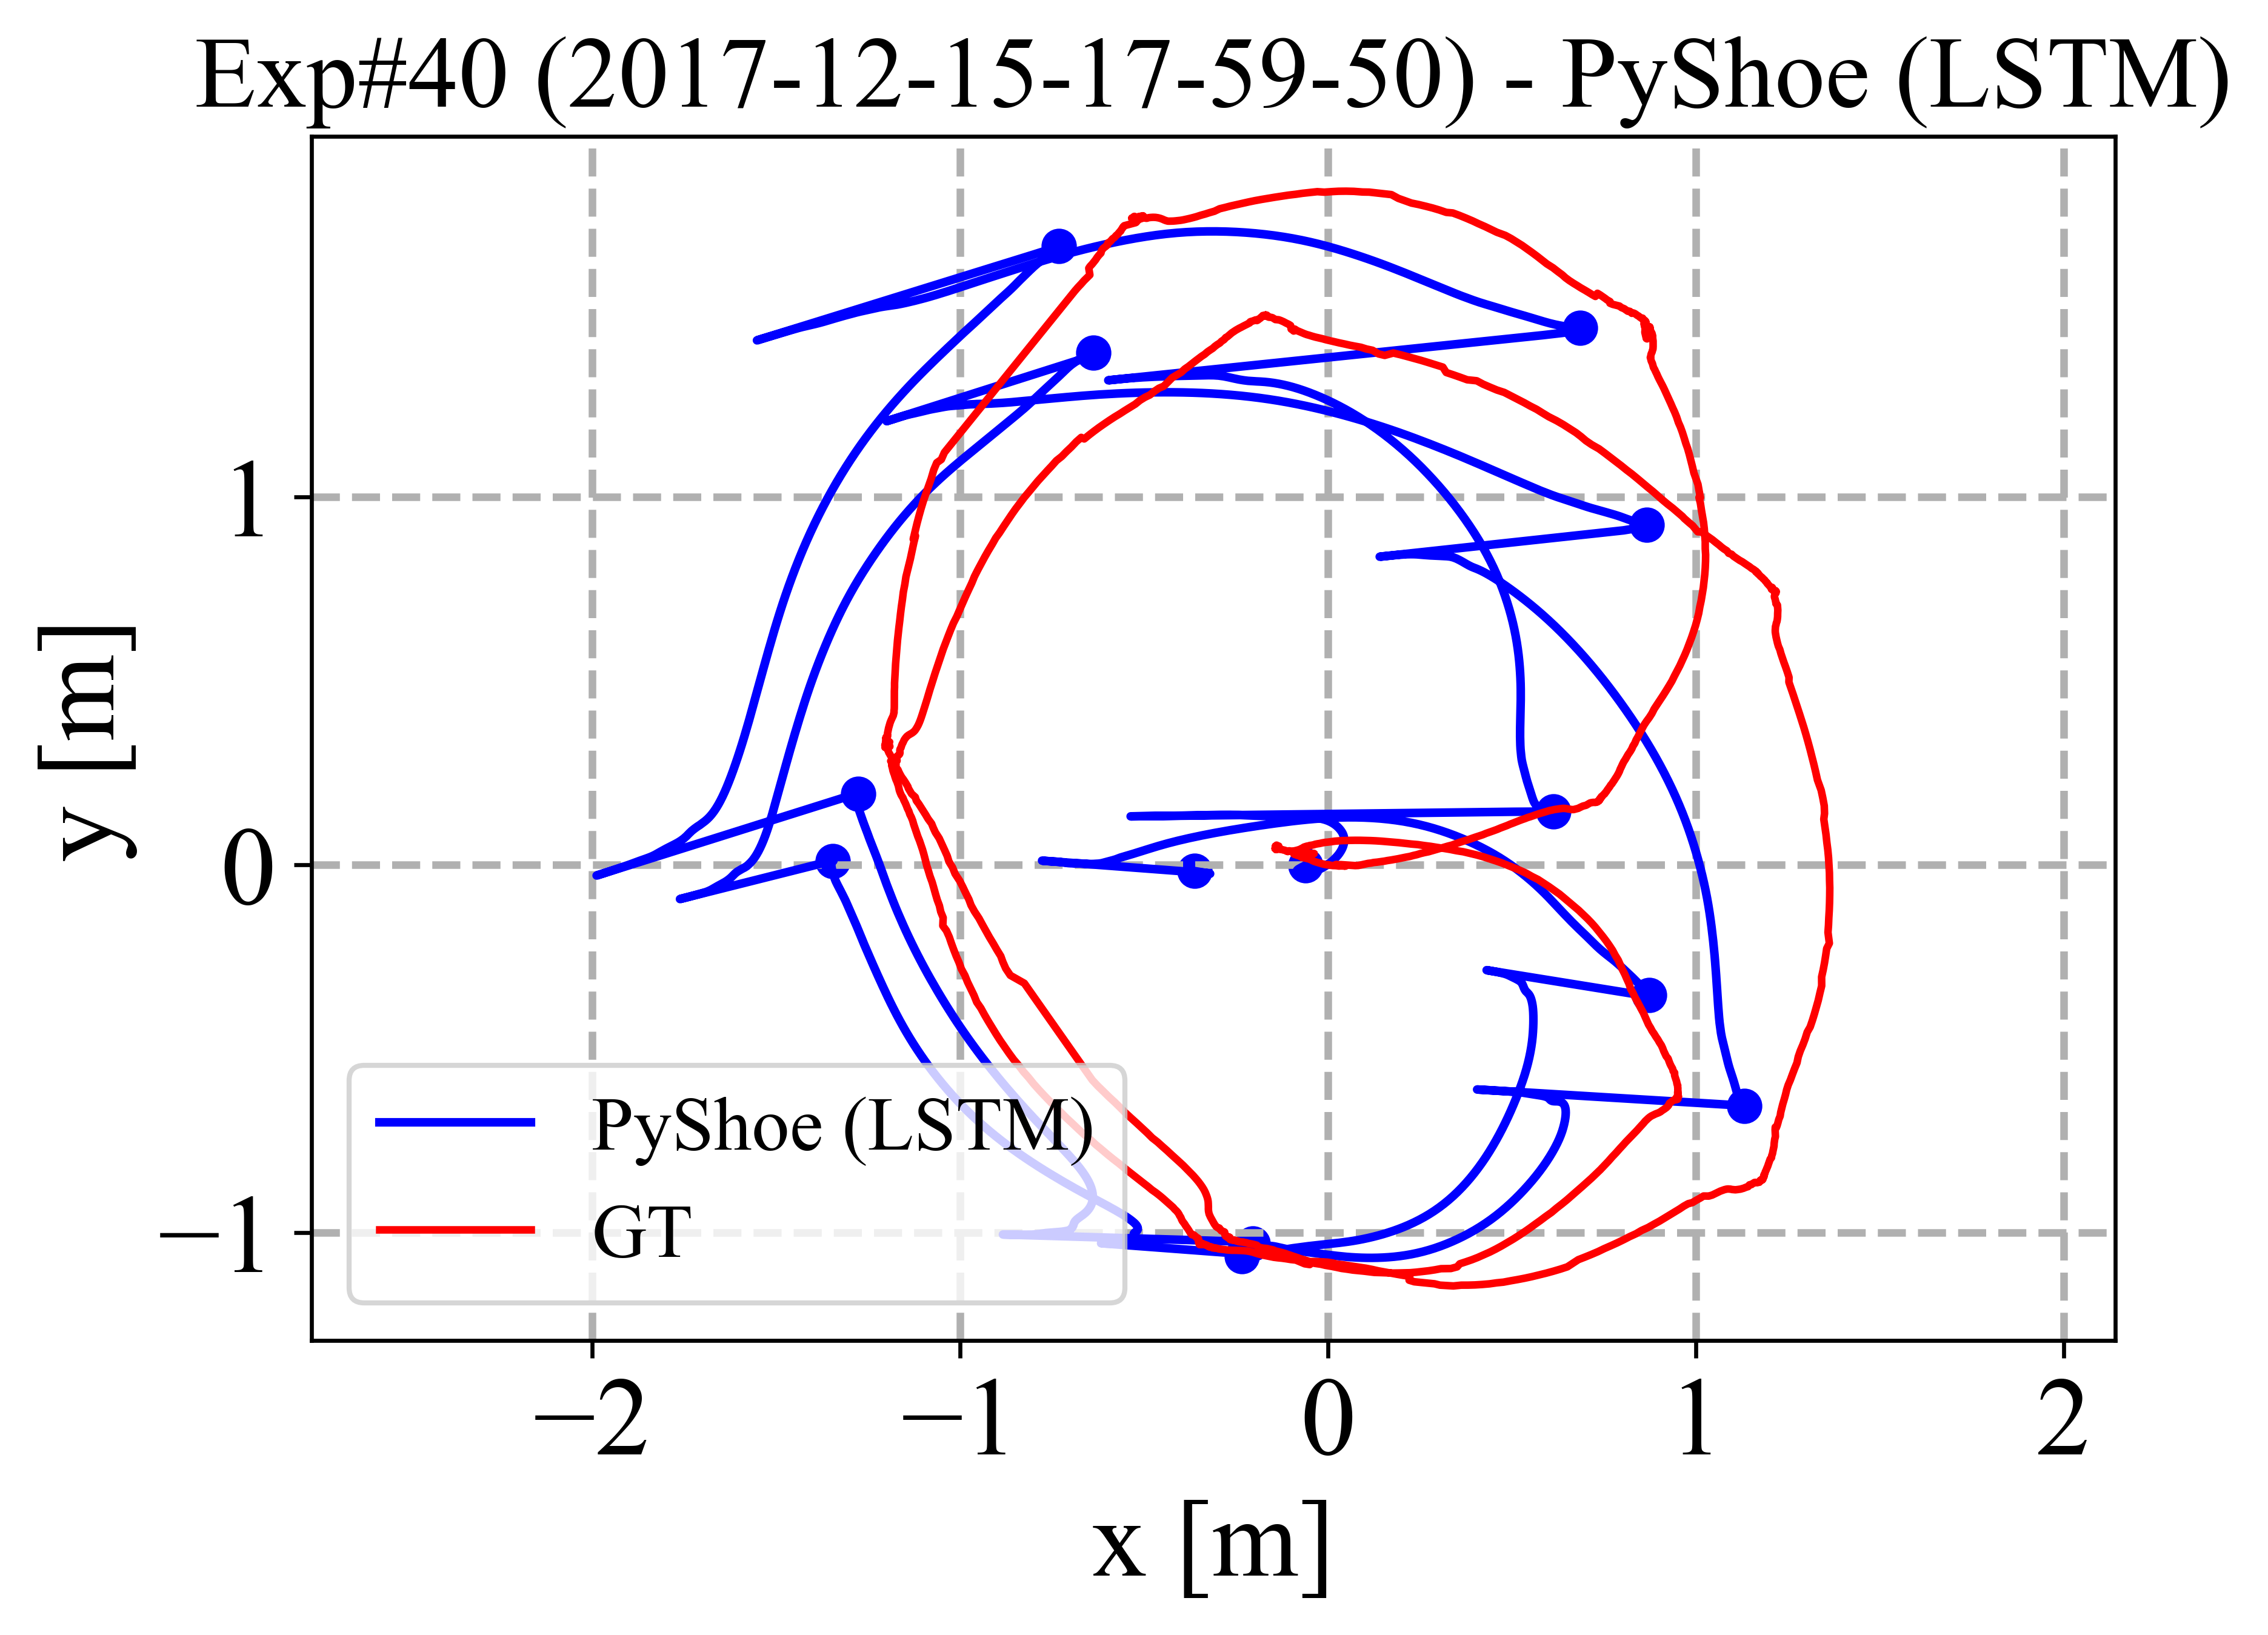 Exp#40 (2017-12-15-17-59-50) - PyShoe (LSTM)
y [m]
1
0
−1
PyShoe (LSTM)
GT
−2
−1
0
1
2
x [m]